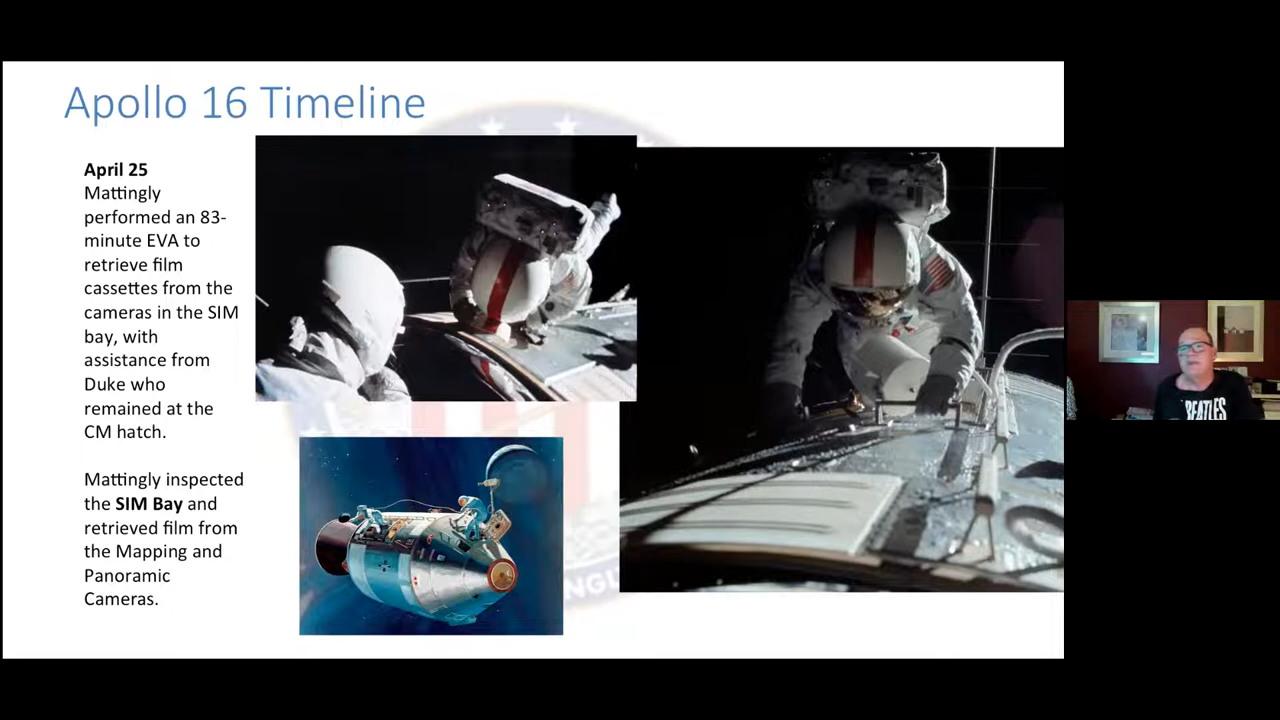 Apollo 16 Timeline
April 25
Mattingly
performed an 83-
minute EVA to
retrieve film
cassettes from the
cameras in the SIM
bay, with
assistance from
Duke who
remained at the
CM hatch.
Mattingly inspected
the SIM Bay and
retrieved film from
the Mapping and
Panoramic
Cameras.
BEATLES